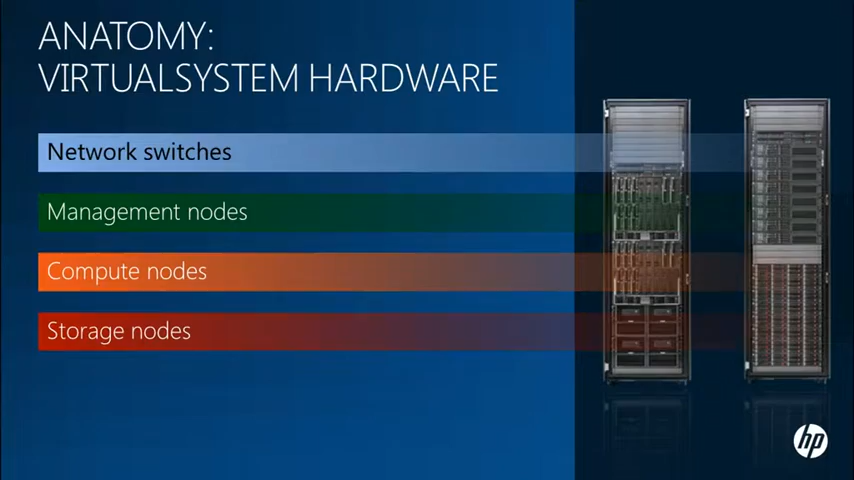 ANATOMY:
VIRTUALSYSTEM HARDWARE
Network switches
Management nodes
Compute nodes
Storage nodes
hp